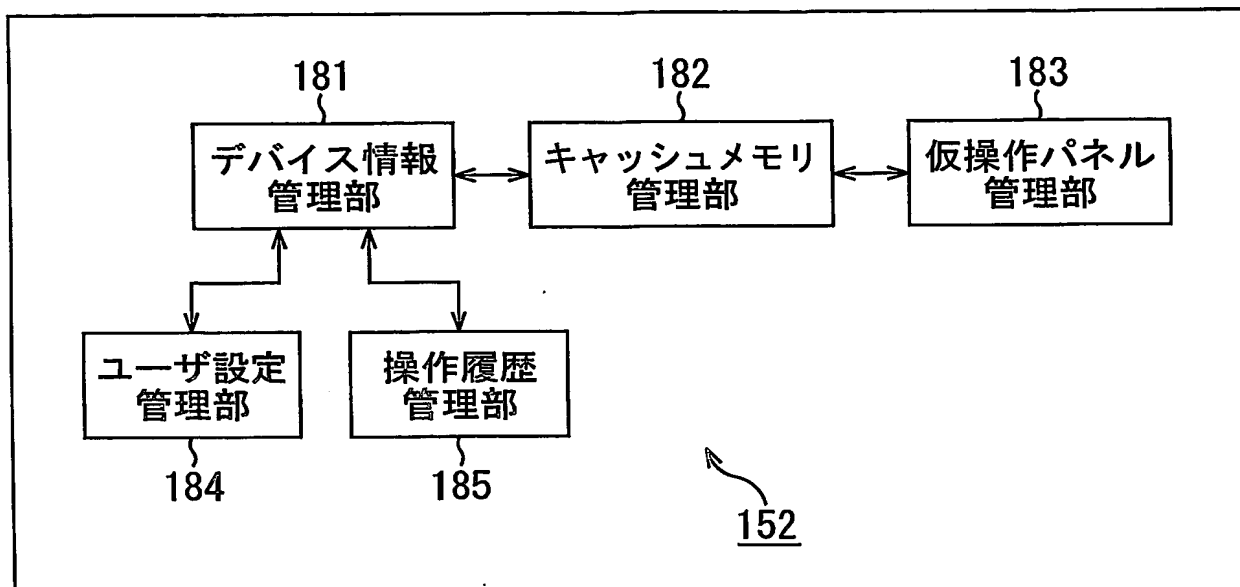 181
182
183
デバイス情報
管理部
キャッシュメモリ
管理部
仮操作パネル
管理部
ユーザ設定
管理部
操作履歴
管理部
184
185
152